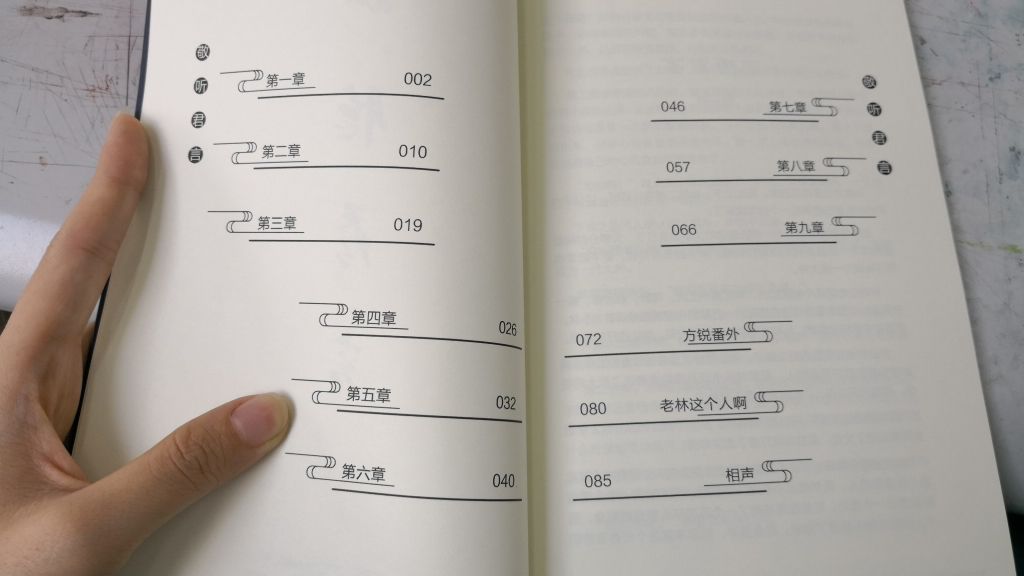 敬听君言
第一章 002
第二章 010
第三章 019
第四章 026
第五章 032
第六章 040
敬听君言
046 第七章
057 第八章
066 第九章
072 方锐番外
080 老林这个人啊
085 相声